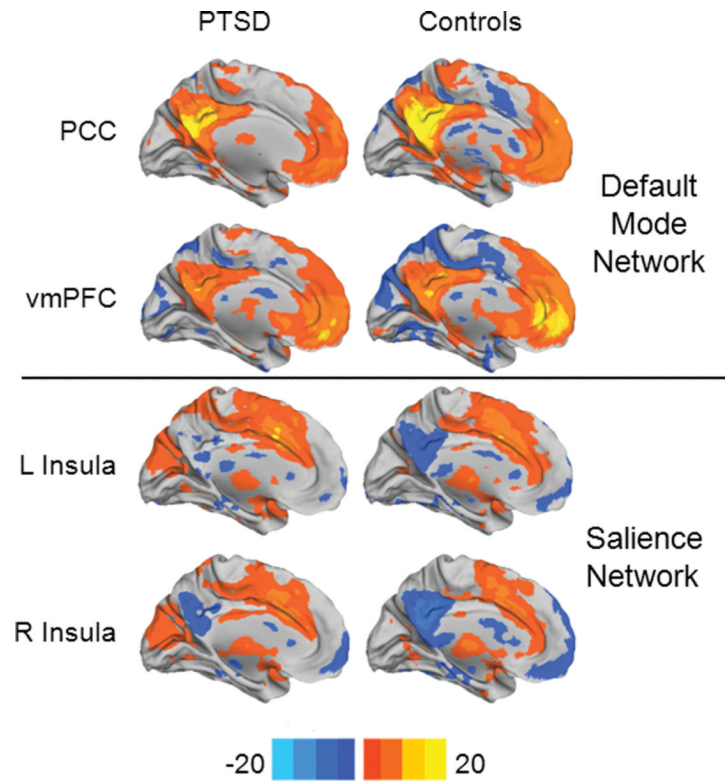 PTSD Controls
PCC
Default
Mode
Network
vmPFC
L Insula
Salience
Network
R Insula
-20 20